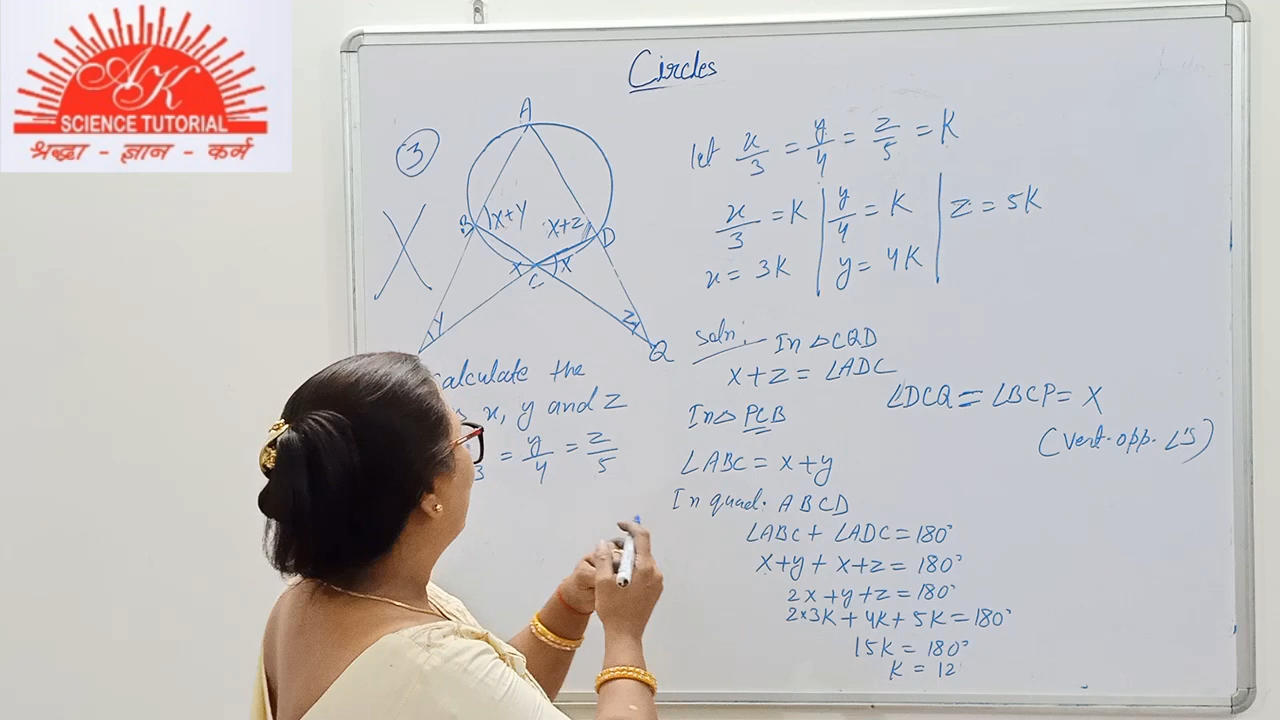 AK
SCIENCE TUTORIAL
श्रद्धा - ज्ञान - कर्म
Circles
3
A
B
x+y
x+z
D
x
x
C
y
z
Q
calculate the
x, y and z
3 = y/4 = z/5
let x/3 = y/4 = z/5 = K
x/3 = K | y/4 = K | z = 5K
x = 3K | y = 4K
Soln. In △CQD
x+z = ∠ADC
∠DCQ = ∠BCP = x
(Vert. opp. ∠'s)
In △ PCB
∠ABC = x+y
In quad. ABCD
∠ABC + ∠ADC = 180°
x+y + x+z = 180°
2x+y+z = 180°
2×3K + 4K + 5K = 180°
15K = 180°
K = 12